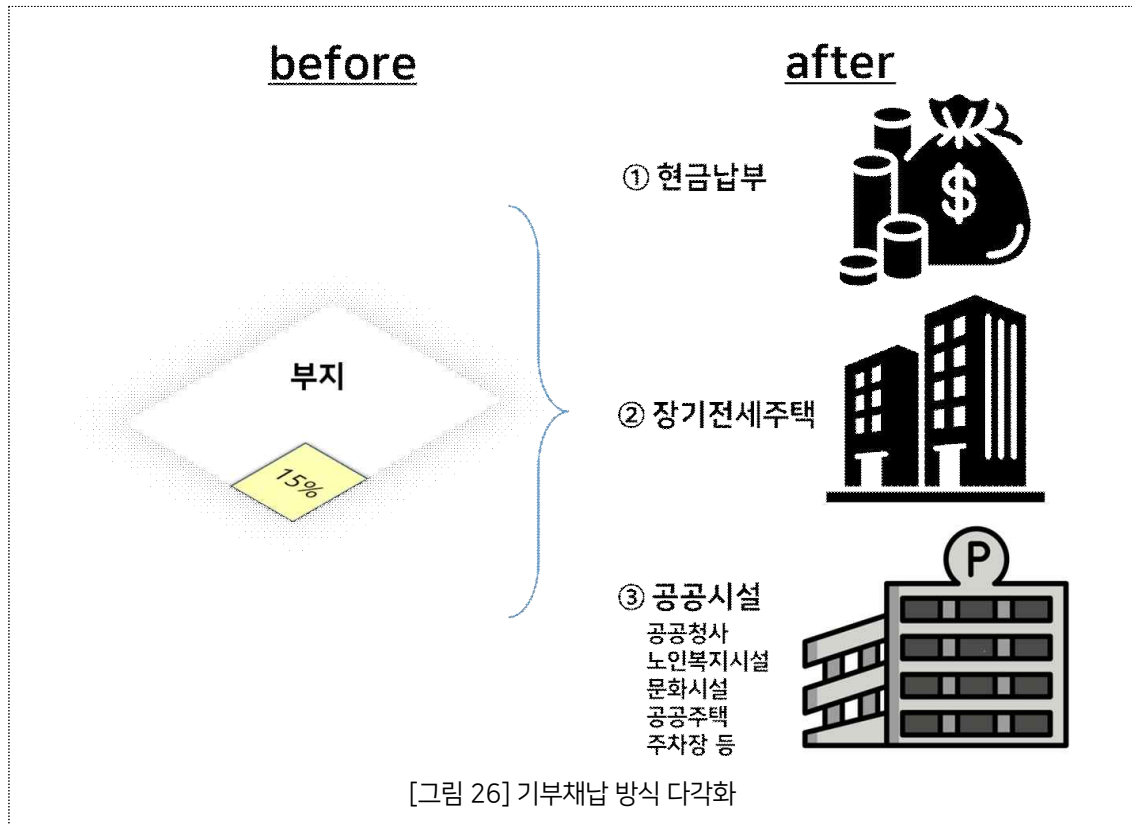 before
부지
15%
after
① 현금납부
$
② 장기전세주택
③ 공공시설
공공청사
노인복지시설
문화시설
공공주택
주차장 등
P
[그림 26] 기부채납 방식 다각화